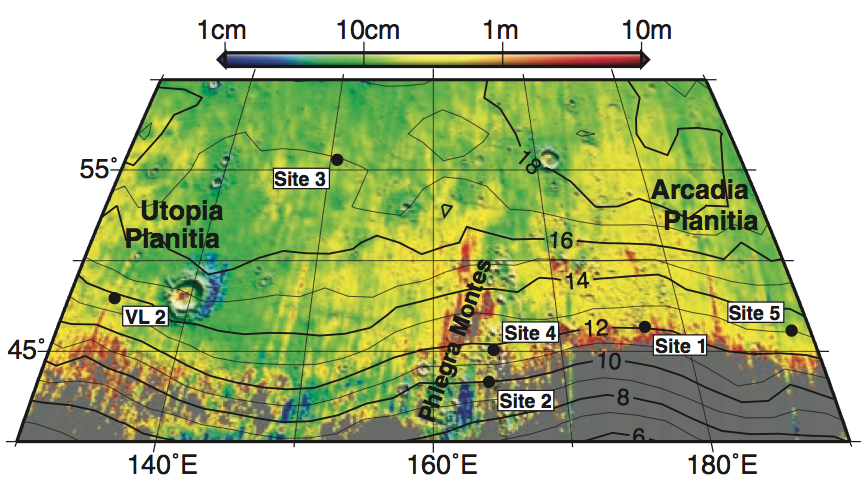 1cm 10cm 1m 10m
55°
Site 3
18
Arcadia
Planitia
Utopia
Planitia
16
14
VL 2
Phlegra Montes
Site 4
12
Site 1
Site 5
45°
10
Site 2
8
6
140°E 160°E 180°E